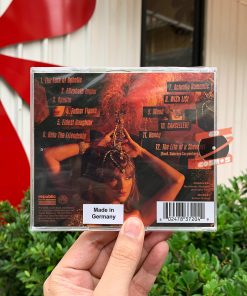 1. The Fate of Ophelia
2. Elizabeth Taylor
3. Opalite
4. Father Figure
5. Eldest Daughter
6. Ruin The Friendship
7. Actually Romantic
8. Wi$h Li$t
9. Wood
10. CANCELLED!
11. Honey
12. The Life of a Showgirl
(feat. Sabrina Carpenter)
republic
Made in
Germany
COSMOS